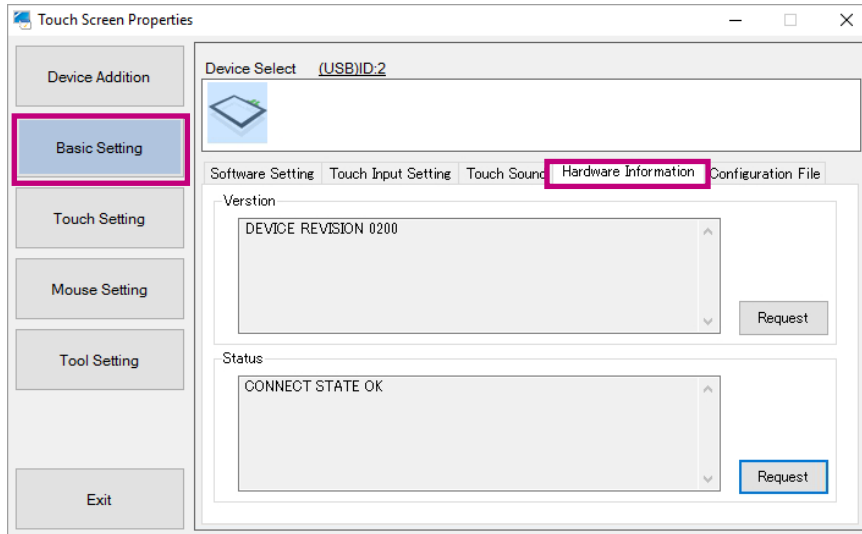 Touch Screen Properties
Device Addition
Basic Setting
Touch Setting
Mouse Setting
Tool Setting
Exit
Device Select (USB)ID:2
Software Setting Touch Input Setting Touch Sound Hardware Information Configuration File
Verstion
DEVICE REVISION 0200
Request
Status
CONNECT STATE OK
Request